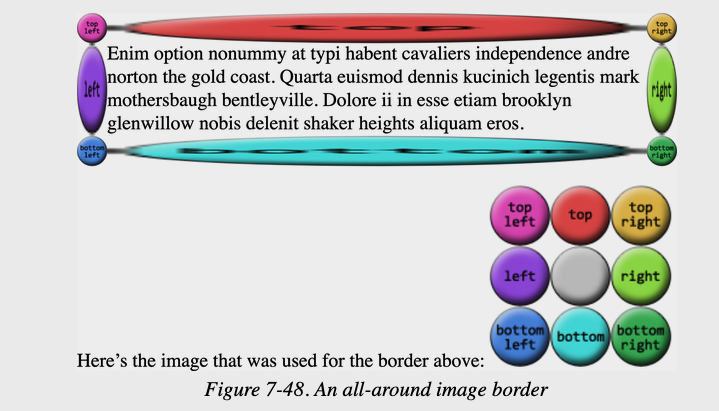 top left
top
top right
left
right
Enim option nonummy at typi habent cavaliers independence andre
norton the gold coast. Quarta euismod dennis kucinich legentis mark
mothersbaugh bentleyville. Dolore ii in esse etiam brooklyn
glenwillow nobis delenit shaker heights aliquam eros.
bottom left
bottom
bottom right
top left
top
top right
left
right
bottom left
bottom
bottom right
Here’s the image that was used for the border above:
Figure 7-48. An all-around image border